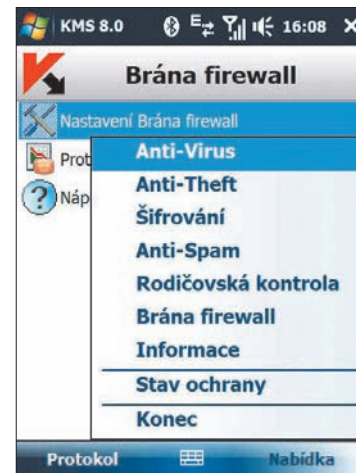 KMS 8.0 E 16:08
Brána firewall
Nastavení Brána firewall
Prot
Náp
Anti-Virus
Anti-Theft
Šifrování
Anti-Spam
Rodičovská kontrola
Brána firewall
Informace
Stav ochrany
Konec
Protokol Nabídka